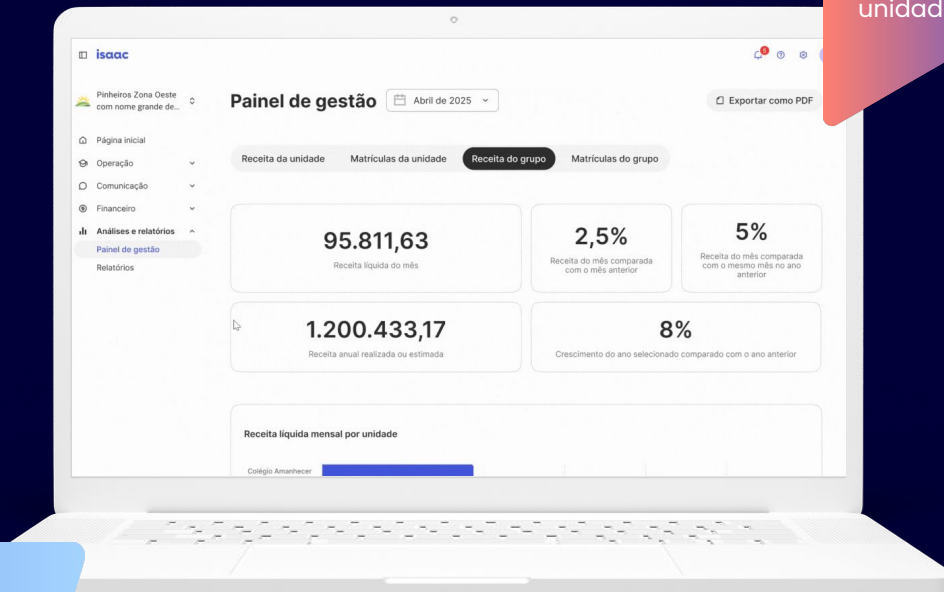 unidad
isaac
6
Pinheiros Zona Oeste
com nome grande de...
Painel de gestão
Abril de 2025
Exportar como PDF
Página inicial
Operação
Comunicação
Financeiro
Análises e relatórios
Painel de gestão
Relatórios
Receita da unidade
Matrículas da unidade
Receita do grupo
Matrículas do grupo
95.811,63
Receita líquida do mês
2,5%
Receita do mês comparada
com o mês anterior
5%
Receita do mês comparada
com o mesmo mês no ano
anterior
1.200.433,17
Receita anual realizada ou estimada
8%
Crescimento do ano selecionado comparado com o ano anterior
Receita líquida mensal por unidade
Colégio Amanhecer